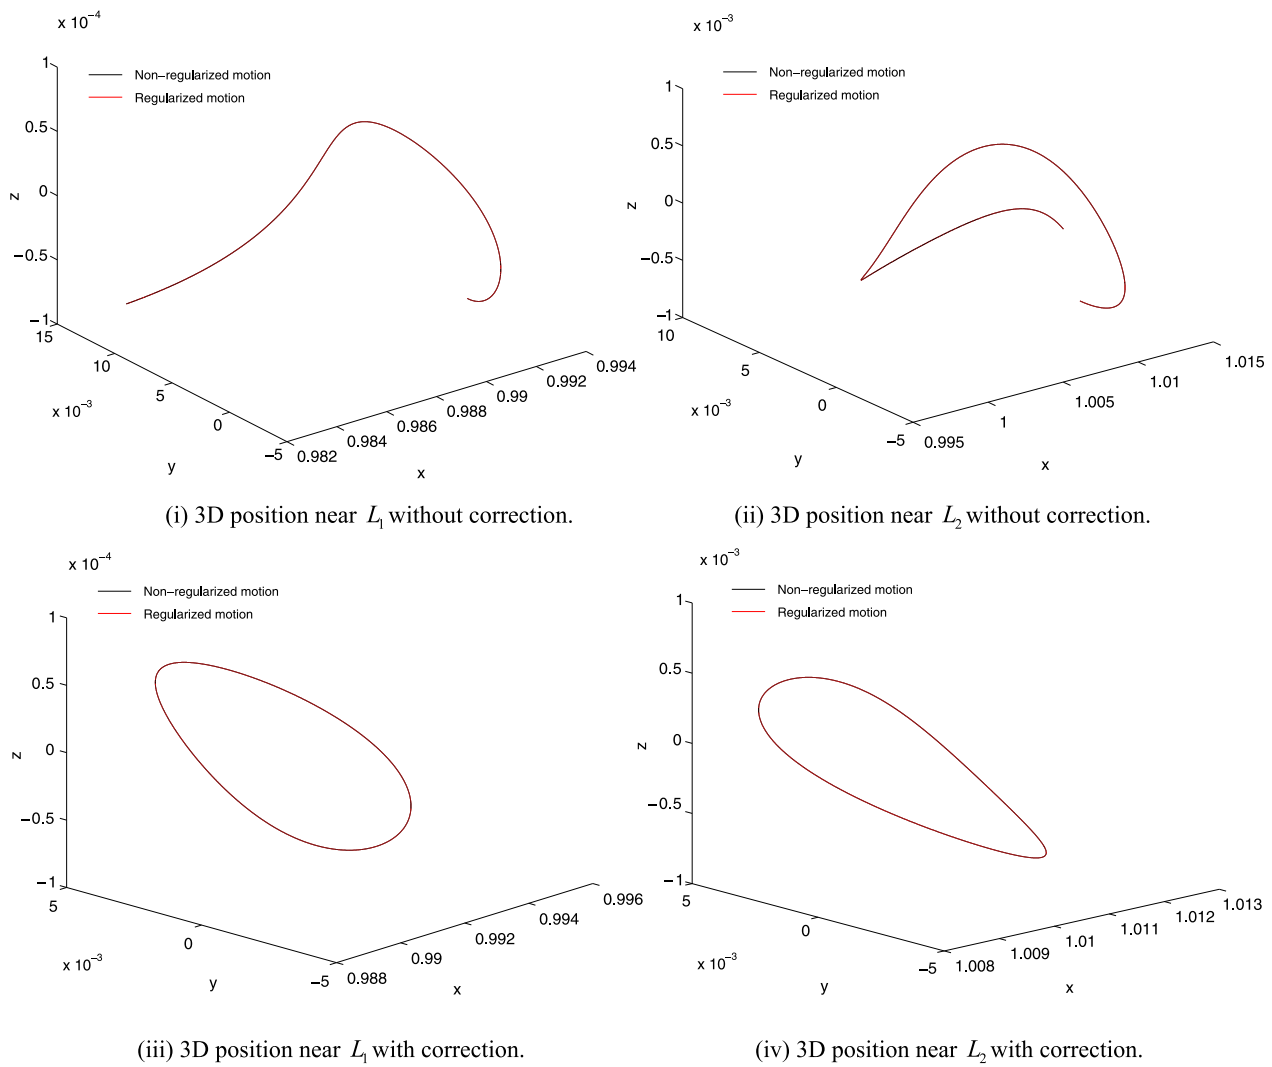 x 10⁻⁴
1
Non−regularized motion
Regularized motion
0.5
0
z
−0.5
−1
15
10
5
0
−5
x 10⁻³
y
0.982
0.984
0.986
0.988
0.99
0.992
0.994
x
(i) 3D position near L₁ without correction.
x 10⁻³
1
Non−regularized motion
Regularized motion
0.5
0
z
−0.5
−1
10
5
0
−5
x 10⁻³
y
0.995
1
1.005
1.01
1.015
x
(ii) 3D position near L₂ without correction.
x 10⁻⁴
1
Non−regularized motion
Regularized motion
0.5
0
z
−0.5
−1
5
0
−5
x 10⁻³
y
0.988
0.99
0.992
0.994
0.996
x
(iii) 3D position near L₁ with correction.
x 10⁻³
1
Non−regularized motion
Regularized motion
0.5
0
z
−0.5
−1
5
0
−5
x 10⁻³
y
1.008
1.009
1.01
1.011
1.012
1.013
x
(iv) 3D position near L₂ with correction.